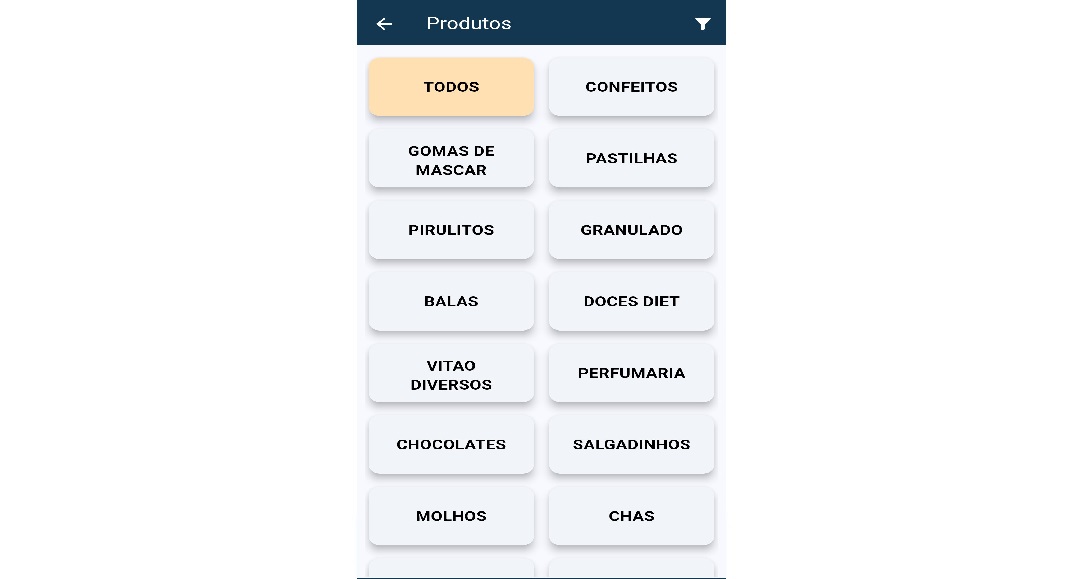 Produtos
TODOS
CONFEITOS
GOMAS DE
MASCAR
PASTILHAS
PIRULITOS
GRANULADO
BALAS
DOCES DIET
VITAO
DIVERSOS
PERFUMARIA
CHOCOLATES
SALGADINHOS
MOLHOS
CHAS